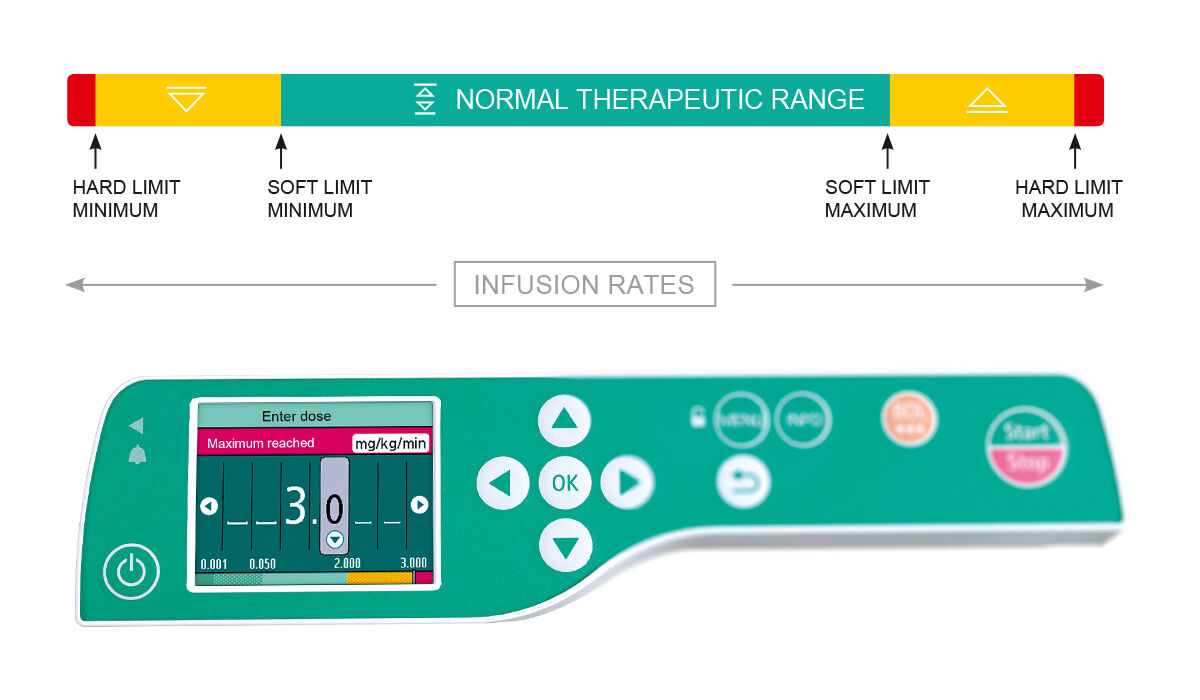 NORMAL THERAPEUTIC RANGE
HARD LIMIT
MINIMUM
SOFT LIMIT
MINIMUM
SOFT LIMIT
MAXIMUM
HARD LIMIT
MAXIMUM
INFUSION RATES
Enter dose
Maximum reached mg/kg/min
_ _ 3.0 _ _
0.001 0.050 2.000 3.000
OK
MENU
INFO
BOL
Start
Stop